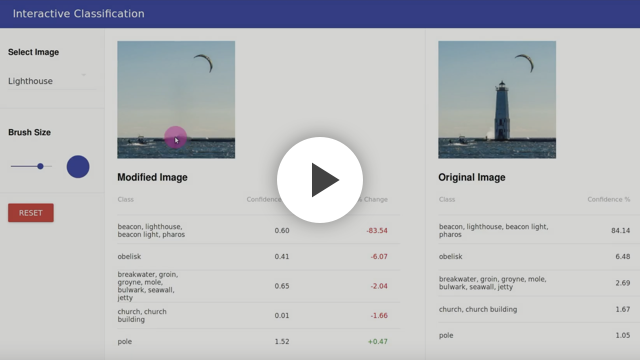 Interactive Classification
Select Image
Lighthouse
Brush Size
RESET
Modified Image
Class
Change
beacon, lighthouse,
beacon light, pharos
0.60
-83.54
obelisk
0.41
-6.07
breakwater, groin,
groyne, mole,
bulwark, seawall,
jetty
0.65
-2.04
church, church
building
0.01
-1.66
pole
1.52
+0.47
Original Image
Class
Confidence %
beacon, lighthouse, beacon light,
pharos
84.14
obelisk
6.48
breakwater, groin, groyne, mole,
bulwark, seawall, jetty
2.69
church, church building
1.67
pole
1.05